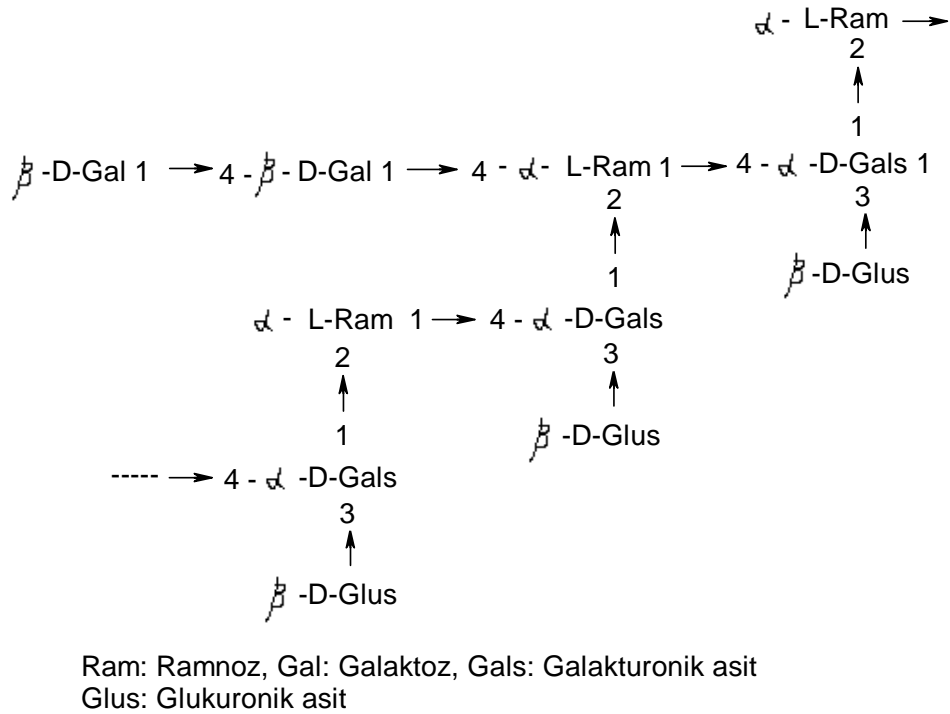 α - L-Ram
2
1
β -D-Gal 1 4 - β - D-Gal 1 4 - α - L-Ram 1 4 - α -D-Gals 1
2 3
β -D-Glus
1
α - L-Ram 1 4 - α -D-Gals
2 3
1 β -D-Glus
----- 4 - α -D-Gals
3
β -D-Glus
Ram: Ramnoz, Gal: Galaktoz, Gals: Galakturonik asit
Glus: Glukuronik asit